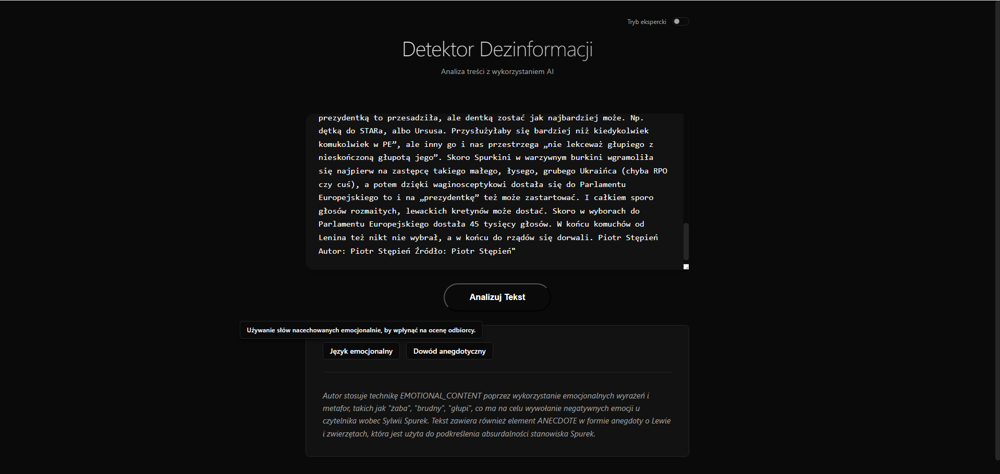 Tryb ekspercki
Detektor Dezinformacji
Analiza treści z wykorzystaniem AI
prezydentką to przesadziła, ale dentką zostać jak najbardziej może. Np.
dętką do STARa, albo Ursusa. Przysłużyłaby się bardziej niż kiedykolwiek
komukolwiek w PE”, ale inny go i nas przestrzega „nie lekceważ głupiego z
nieskończoną głupotą jego”. Skoro Spurkini w warzywnym burkini wgramoliła
się najpierw na zastępcę takiego małego, łysego, grubego Ukraińca (chyba RPO
czy cuś), a potem dzięki waginosceptykowi dostała się do Parlamentu
Europejskiego to i na „prezydentkę” też może zastartować. I całkiem sporo
głosów rozmaitych, lewackich kretynów może dostać. Skoro w wyborach do
Parlamentu Europejskiego dostała 45 tysięcy głosów. W końcu komuchów od
Lenina też nikt nie wybrał, a w końcu do rządów się dorwali. Piotr Stępień
Autor: Piotr Stępień Źródło: Piotr Stępień"
Analizuj Tekst
Używanie słów nacechowanych emocjonalnie, by wpłynąć na ocenę odbiorcy.
Język emocjonalny Dowód anegdotyczny
Autor stosuje technikę EMOTIONAL_CONTENT poprzez wykorzystanie emocjonalnych wyrażeń i
metafor, takich jak "żaba", "brudny", "głupi", co ma na celu wywołanie negatywnych emocji u
czytelnika wobec Sylwii Spurek. Tekst zawiera również element ANECDOTE w formie anegdoty o Lewie
i zwierzętach, która jest użyta do podkreślenia absurdalności stanowiska Spurek.